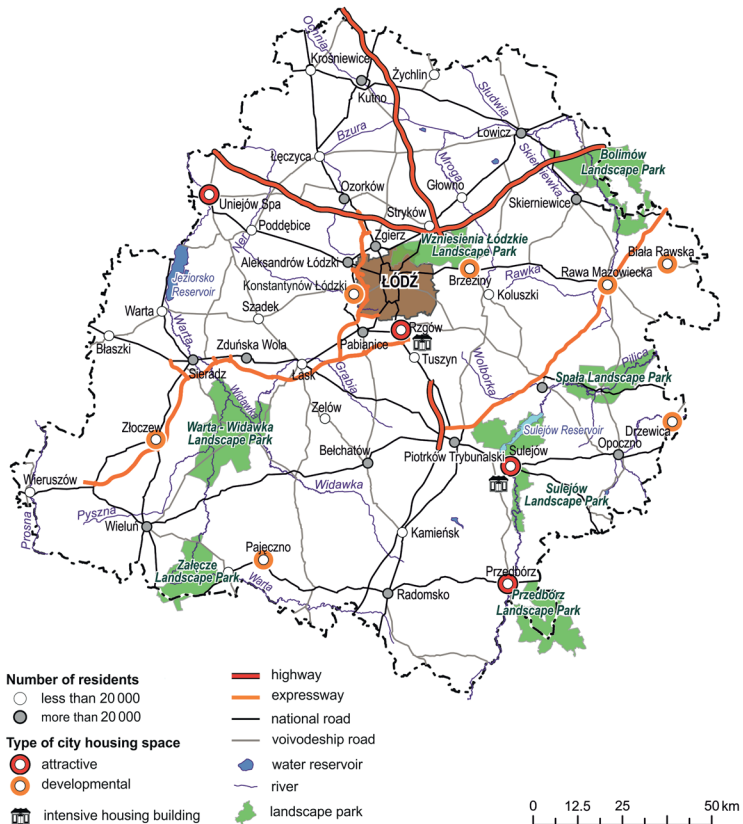 Ochnia
Krośniewice
Żychlin
Kutno
Słudwia
Bzura
Łowicz
Skierniewka
Bolimów
Landscape Park
Łęczyca
Mroga
Ozorków
Głowno
Uniejów Spa
Skierniewice
Stryków
Poddębice
Ner
Zgierz
Wzniesienia Łódzkie
Landscape Park
Biała Rawska
Aleksandrów Łódzki
ŁÓDŹ
Jeziorsko
Reservoir
Konstantynów Łódzki
Brzeziny
Rawka
Rawa Mazowiecka
Koluszki
Szadek
Warta
Warta
Rzgów
Pabianice
Zduńska Wola
Tuszyn
Błaszki
Sieradz
Łask
Grabia
Wolbórka
Pilica
Spała Landscape Park
Widawka
Zelów
Złoczew
Warta - Widawka
Landscape Park
Sulejów Reservoir
Drzewica
Bełchatów
Piotrków Trybunalski
Sulejów
Opoczno
Wieruszów
Widawka
Sulejów
Landscape Park
Prosna
Pyszna
Wieluń
Kamieńsk
Pajęczno
Załęcze
Landscape Park
Warta
Przedbórz
Radomsko
Przedbórz
Landscape Park
Number of residents
less than 20 000
more than 20 000
Type of city housing space
attractive
developmental
intensive housing building
highway
expressway
national road
voivodeship road
water reservoir
river
landscape park
0 12.5 25 50 km